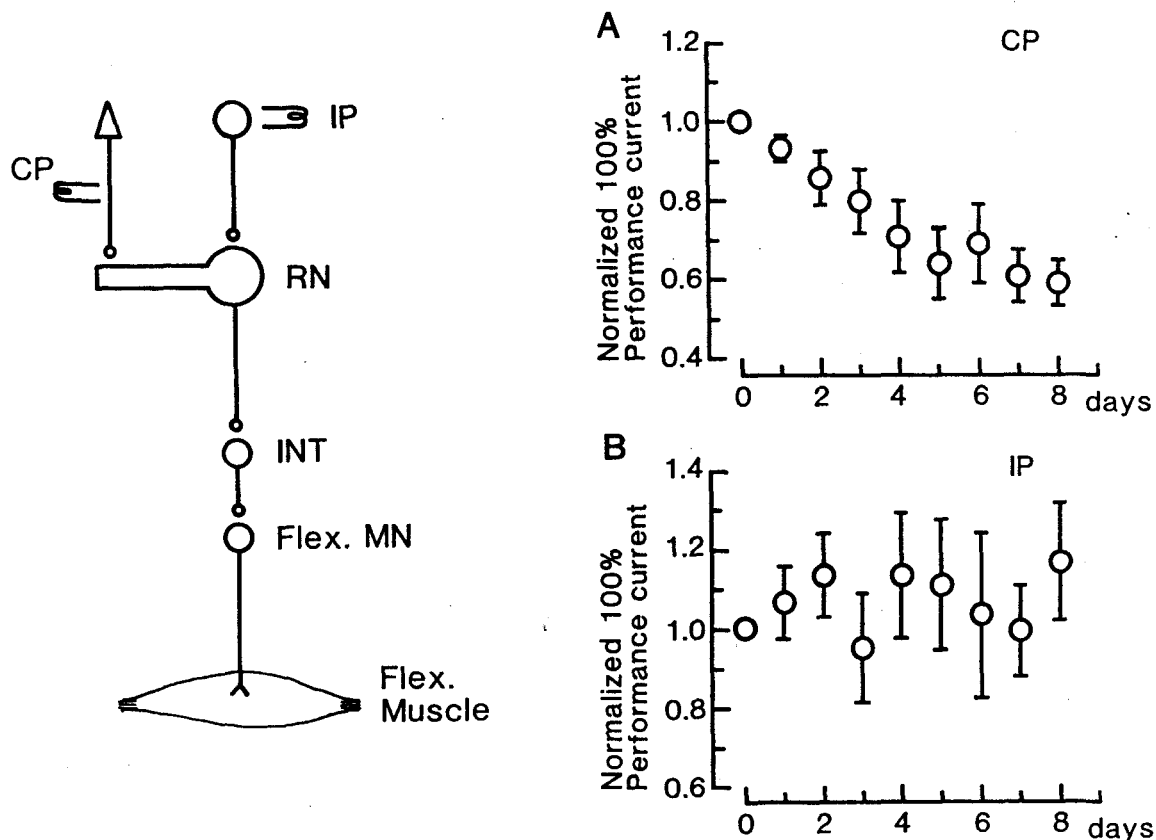 IP
CP
RN
INT
Flex. MN
Flex.
Muscle
A
CP
Normalized 100%
Performance current
1.2
1.0
0.8
0.6
0.4
0 2 4 6 8 days
B
IP
Normalized 100%
Performance current
1.4
1.2
1.0
0.8
0.6
0 2 4 6 8 days